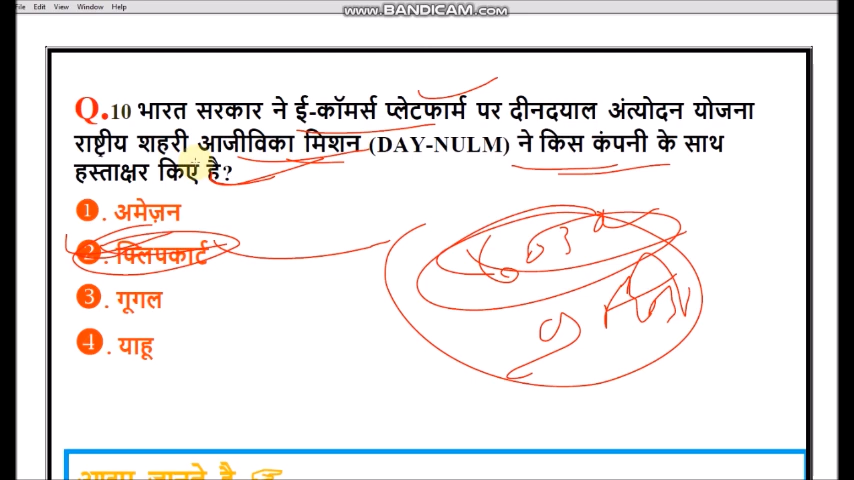 File Edit View Window Help
www.BANDICAM.com
Q.10 भारत सरकार ने ई-कॉमर्स प्लेटफार्म पर दीनदयाल अंत्योदन योजना
राष्ट्रीय शहरी आजीविका मिशन (DAY-NULM) ने किस कंपनी के साथ
हस्ताक्षर किएं है?
1. अमेज़न
2. फ्लिपकार्ट
3. गूगल
4. याहू